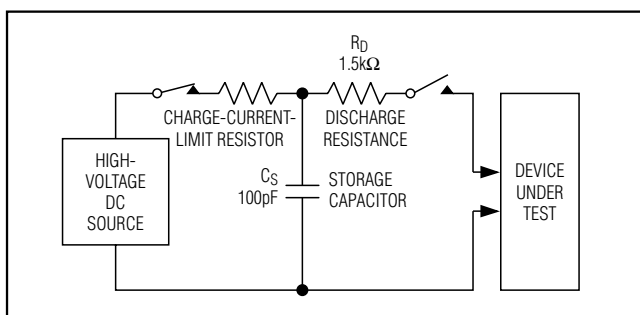 R_D
1.5kΩ
CHARGE-CURRENT-
LIMIT RESISTOR
DISCHARGE
RESISTANCE
HIGH-
VOLTAGE
DC
SOURCE
C_S
100pF
STORAGE
CAPACITOR
DEVICE
UNDER
TEST